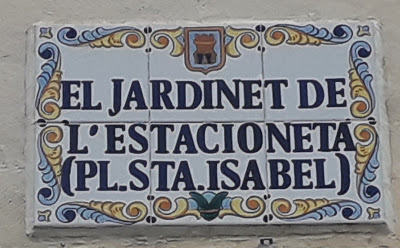 EL JARDINET DE
L'ESTACIONETA
(PL.STA.ISABEL)